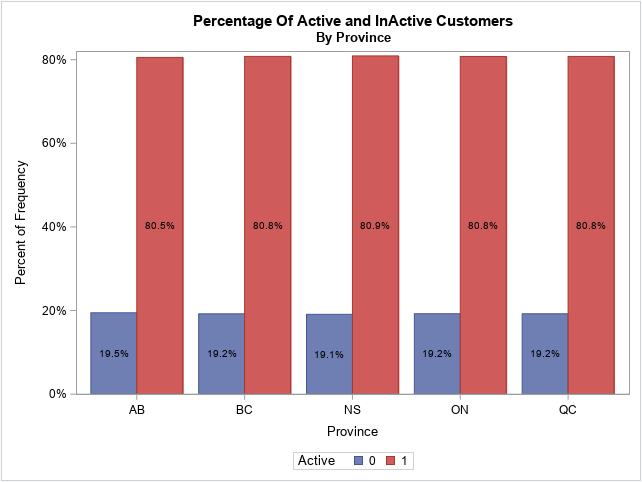 Percentage Of Active and InActive Customers
By Province
80%
60%
40%
20%
0%
Percent of Frequency
80.5% 80.8% 80.9% 80.8% 80.8%
19.5% 19.2% 19.1% 19.2% 19.2%
AB BC NS ON QC
Province
Active 0 1